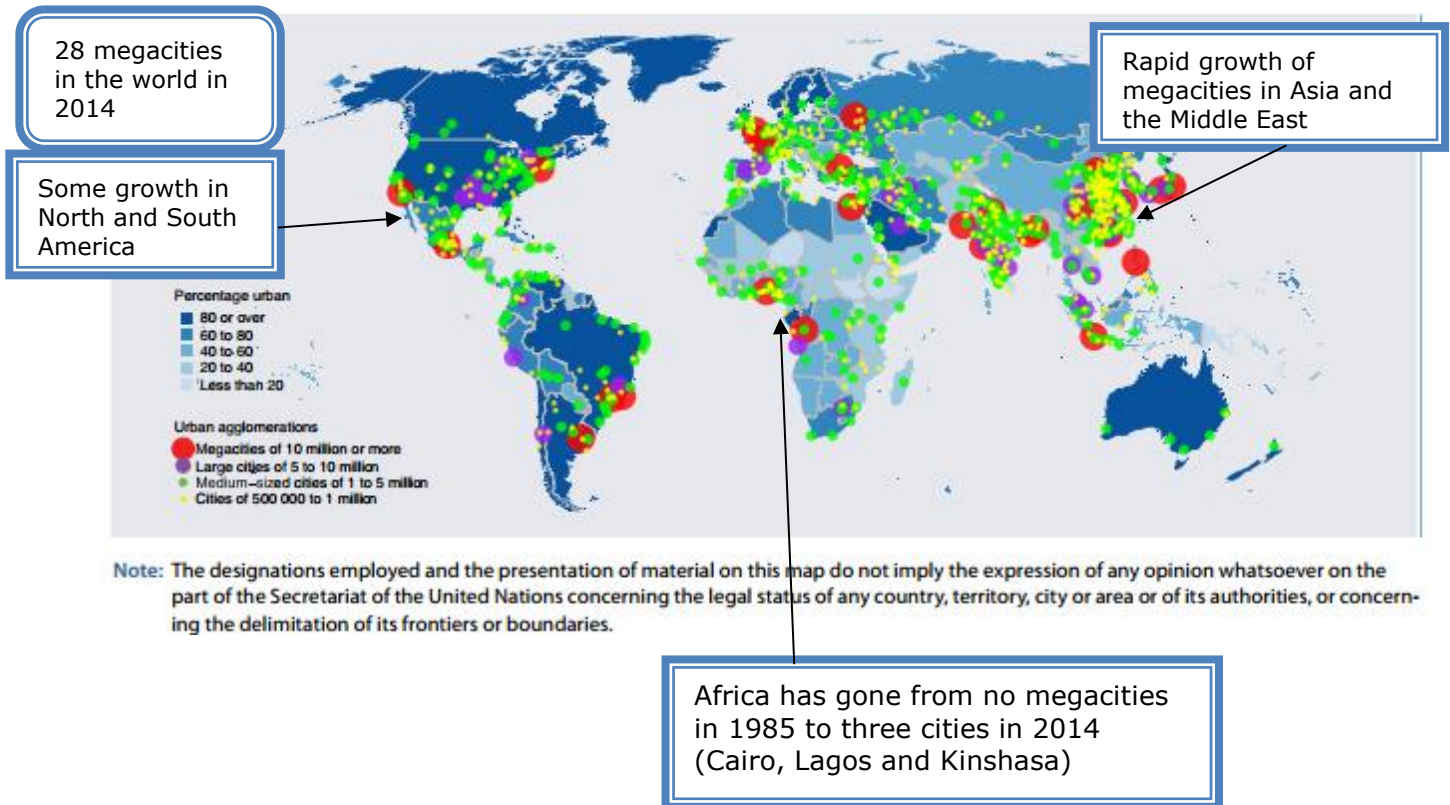 28 megacities
in the world in
2014
Some growth in
North and South
America
Rapid growth of
megacities in Asia and
the Middle East
Percentage urban
80 or over
60 to 80
40 to 60
20 to 40
Less than 20
Urban agglomerations
Megacities of 10 million or more
Large cities of 5 to 10 million
Medium-sized cities of 1 to 5 million
Cities of 500 000 to 1 million
Note: The designations employed and the presentation of material on this map do not imply the expression of any opinion whatsoever on the
part of the Secretariat of the United Nations concerning the legal status of any country, territory, city or area or of its authorities, or concern-
ing the delimitation of its frontiers or boundaries.
Africa has gone from no megacities
in 1985 to three cities in 2014
(Cairo, Lagos and Kinshasa)